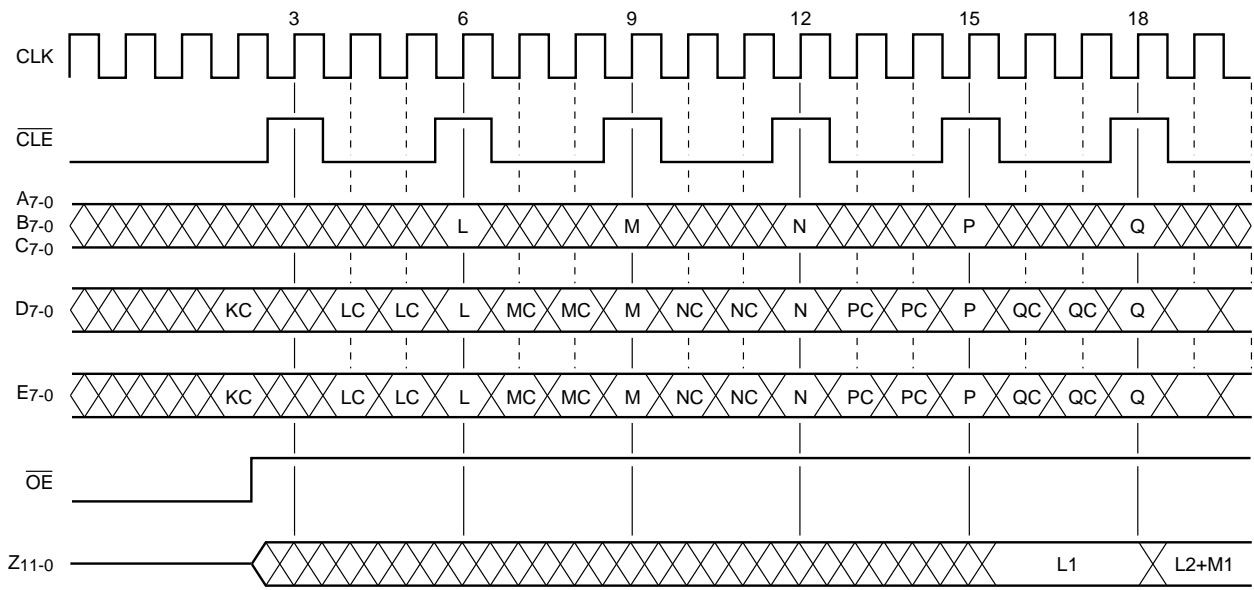 3 6 9 12 15 18
CLK
CLE
A7-0
B7-0 L M N P Q
C7-0
D7-0 KC LC LC L MC MC M NC NC N PC PC P QC QC Q
E7-0 KC LC LC L MC MC M NC NC N PC PC P QC QC Q
OE
Z11-0 L1 L2+M1